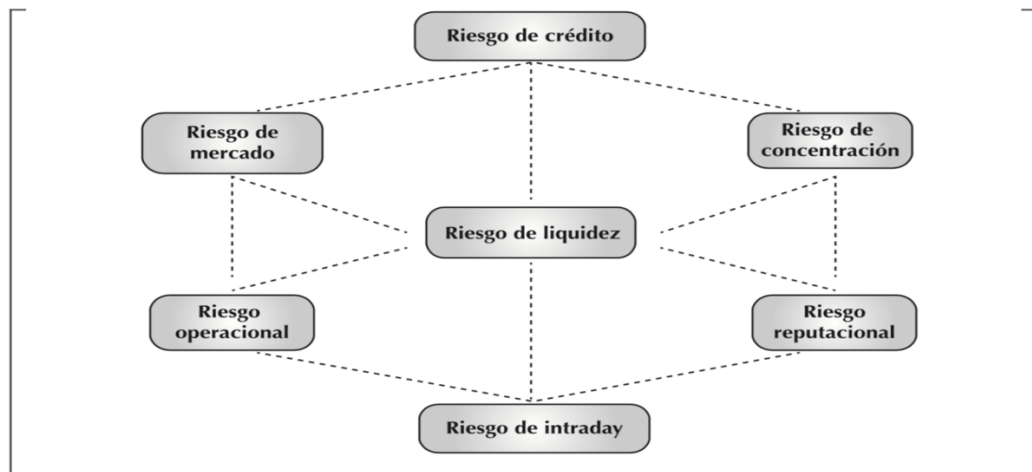 Riesgo de crédito
Riesgo de
mercado
Riesgo de
concentración
Riesgo de liquidez
Riesgo
operacional
Riesgo
reputacional
Riesgo de intraday